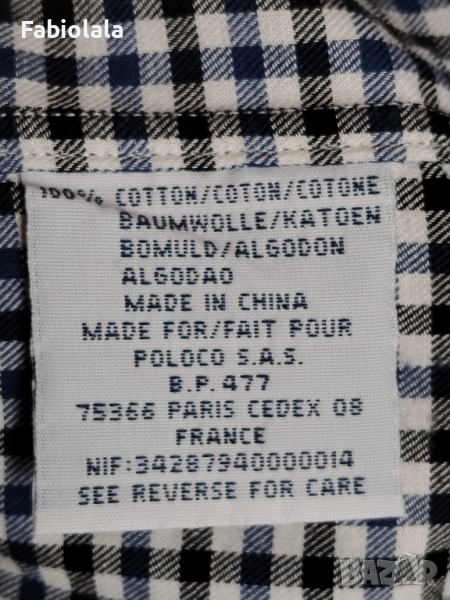 Fabiolala
100% COTTON/COTON/COTONE
BAUMWOLLE/KATOEN
BOMULD/ALGODON
ALGODAO
MADE IN CHINA
MADE FOR/FAIT POUR
POLOCO S.A.S.
B.P. 477
75366 PARIS CEDEX 08
FRANCE
NIF:34287940000014
SEE REVERSE FOR CARE
BAZAR